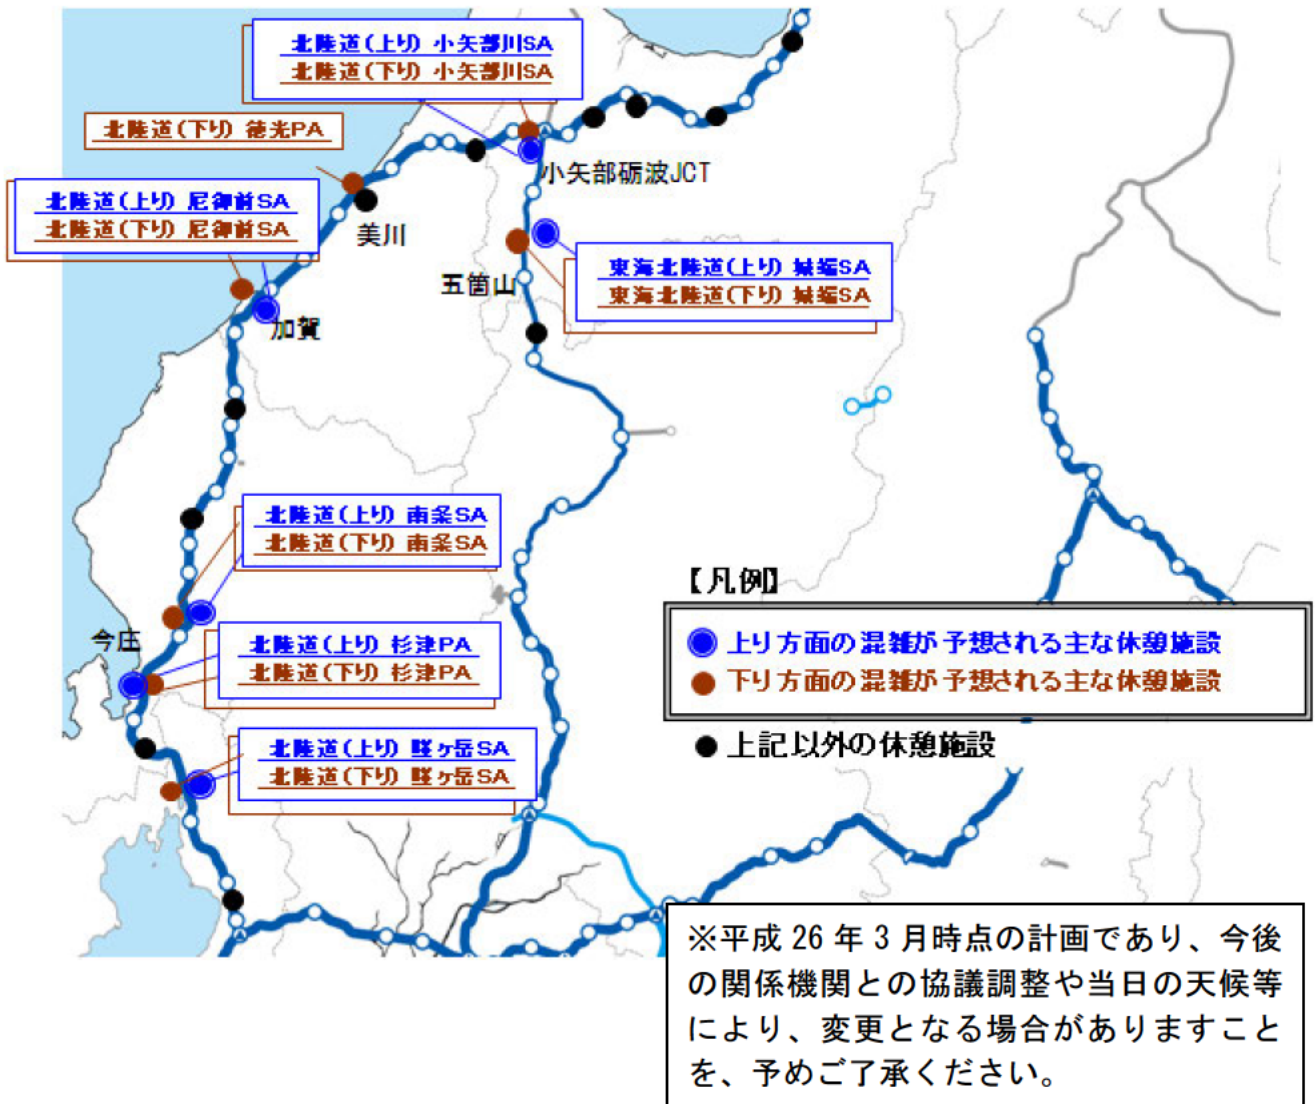 北陸道(上り) 小矢部川SA
北陸道(下り) 小矢部川SA
北陸道(下り) 徳光PA
小矢部砺波JCT
北陸道(上り) 尼御前SA
北陸道(下り) 尼御前SA
美川
東海北陸道(上り) 城端SA
東海北陸道(下り) 城端SA
五箇山
加賀
北陸道(上り) 南条SA
北陸道(下り) 南条SA
【凡例】
上り方面の混雑が予想される主な休憩施設
下り方面の混雑が予想される主な休憩施設
上記以外の休憩施設
今庄
北陸道(上り) 杉津PA
北陸道(下り) 杉津PA
北陸道(上り) 賤ヶ岳SA
北陸道(下り) 賤ヶ岳SA
※平成 26 年 3 月時点の計画であり、今後
の関係機関との協議調整や当日の天候等
により、変更となる場合がありますこと
を、予めご了承ください。